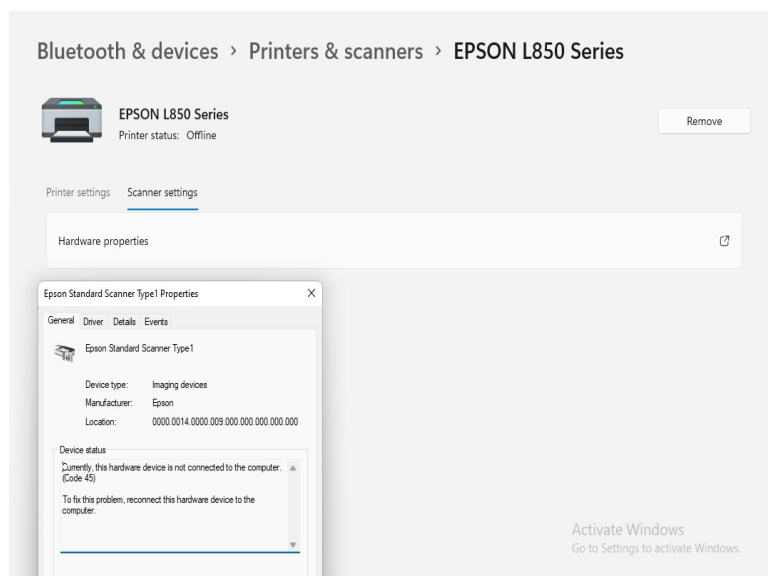 Bluetooth & devices > Printers & scanners > EPSON L850 Series
EPSON L850 Series
Printer status: Offline
Remove
Printer settings Scanner settings
Hardware properties
Epson Standard Scanner Type1 Properties
General Driver Details Events
Epson Standard Scanner Type1
Device type: Imaging devices
Manufacturer: Epson
Location: 0000.0014.0000.009.000.000.000.000.000
Device status
Currently, this hardware device is not connected to the computer.
(Code 45)
To fix this problem, reconnect this hardware device to the
computer.
Activate Windows
Go to Settings to activate Windows.